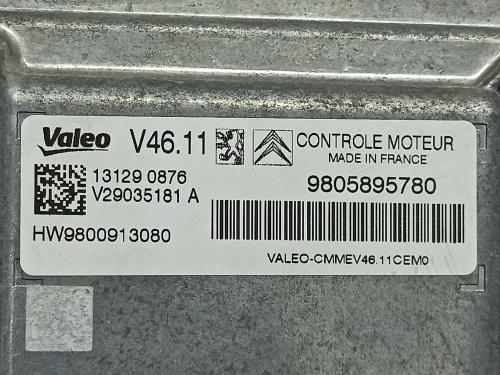 Valeo V46.11 CONTROLE MOTEUR
MADE IN FRANCE
13129 0876
V29035181 A
9805895780
HW9800913080
VALEO-CMMEV46.11CEM0